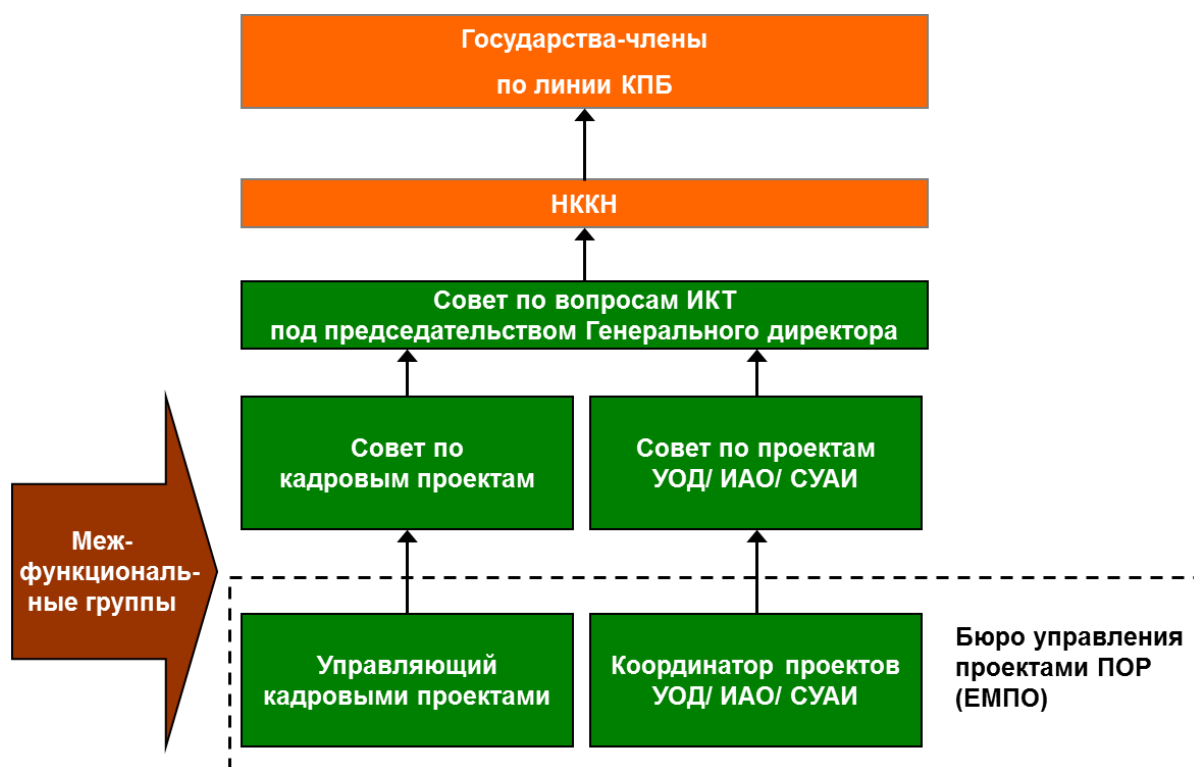 Государства-члены
по линии КПБ
НККН
Совет по вопросам ИКТ
под председательством Генерального директора
Совет по
кадровым проектам
Совет по проектам
УОД/ ИАО/ СУАИ
Меж-
функциональ-
ные группы
Управляющий
кадровыми проектами
Координатор проектов
УОД/ ИАО/ СУАИ
Бюро управления
проектами ПОР
(ЕМПО)